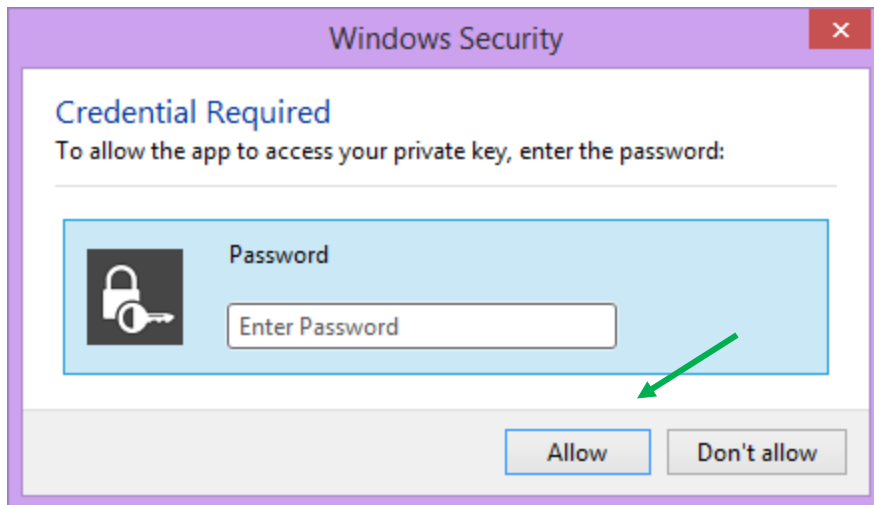 Windows Security
Credential Required
To allow the app to access your private key, enter the password:
Password
Enter Password
Allow
Don't allow